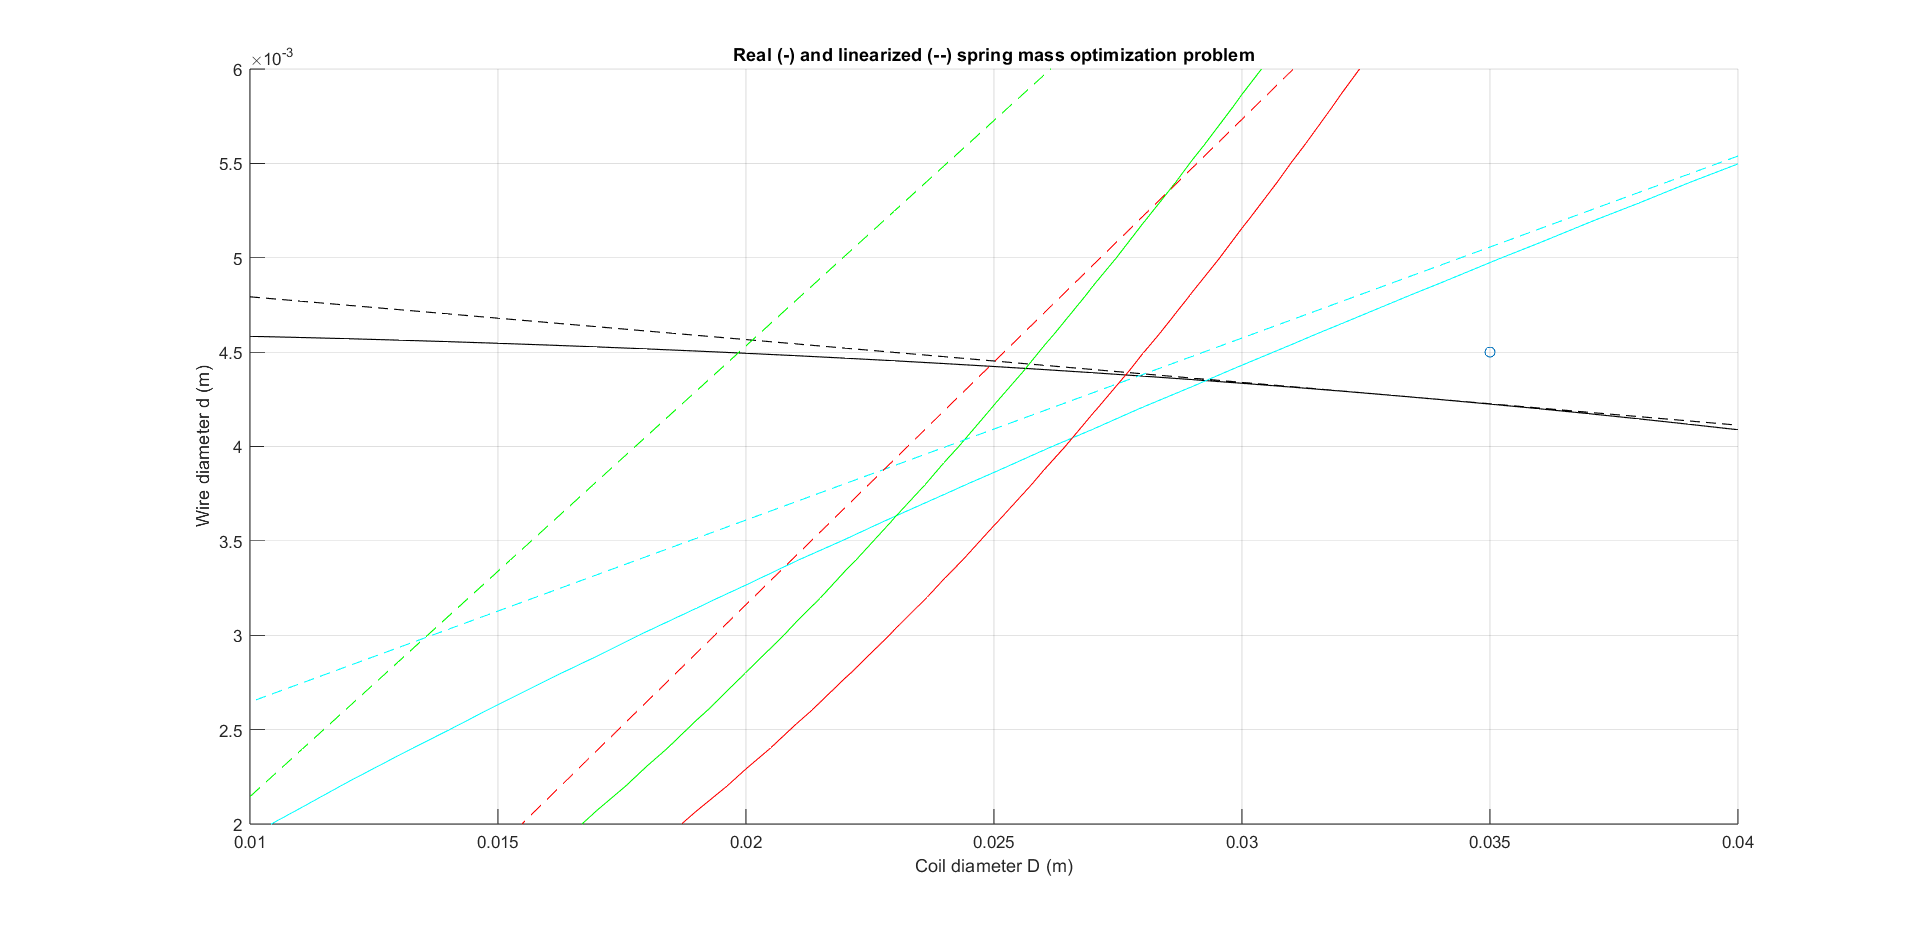 Real (-) and linearized (--) spring mass optimization problem
×10-3
6
5.5
5
4.5
4
3.5
3
2.5
2
Wire diameter d (m)
0.01 0.015 0.02 0.025 0.03 0.035 0.04
Coil diameter D (m)